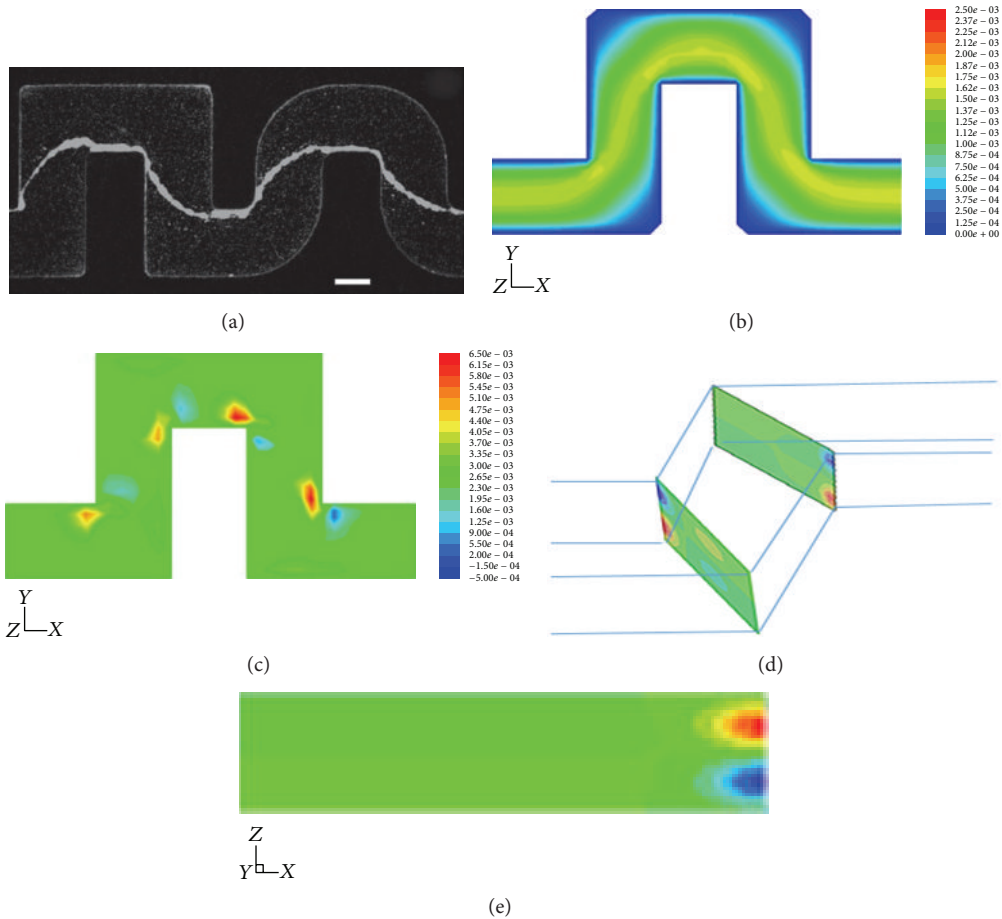 (a)
2.50e − 03
2.37e − 03
2.25e − 03
2.12e − 03
2.00e − 03
1.87e − 03
1.75e − 03
1.62e − 03
1.50e − 03
1.37e − 03
1.25e − 03
1.12e − 03
1.00e − 03
8.75e − 04
7.50e − 04
6.25e − 04
5.00e − 04
3.75e − 04
2.50e − 04
1.25e − 04
0.00e + 00
Y
Z X
(b)
6.50e − 03
6.15e − 03
5.80e − 03
5.45e − 03
5.10e − 03
4.75e − 03
4.40e − 03
4.05e − 03
3.70e − 03
3.35e − 03
3.00e − 03
2.65e − 03
2.30e − 03
1.95e − 03
1.60e − 03
1.25e − 03
9.00e − 04
5.50e − 04
2.00e − 04
−1.50e − 04
−5.00e − 04
Y
Z X
(c)
(d)
Z
Y X
(e)